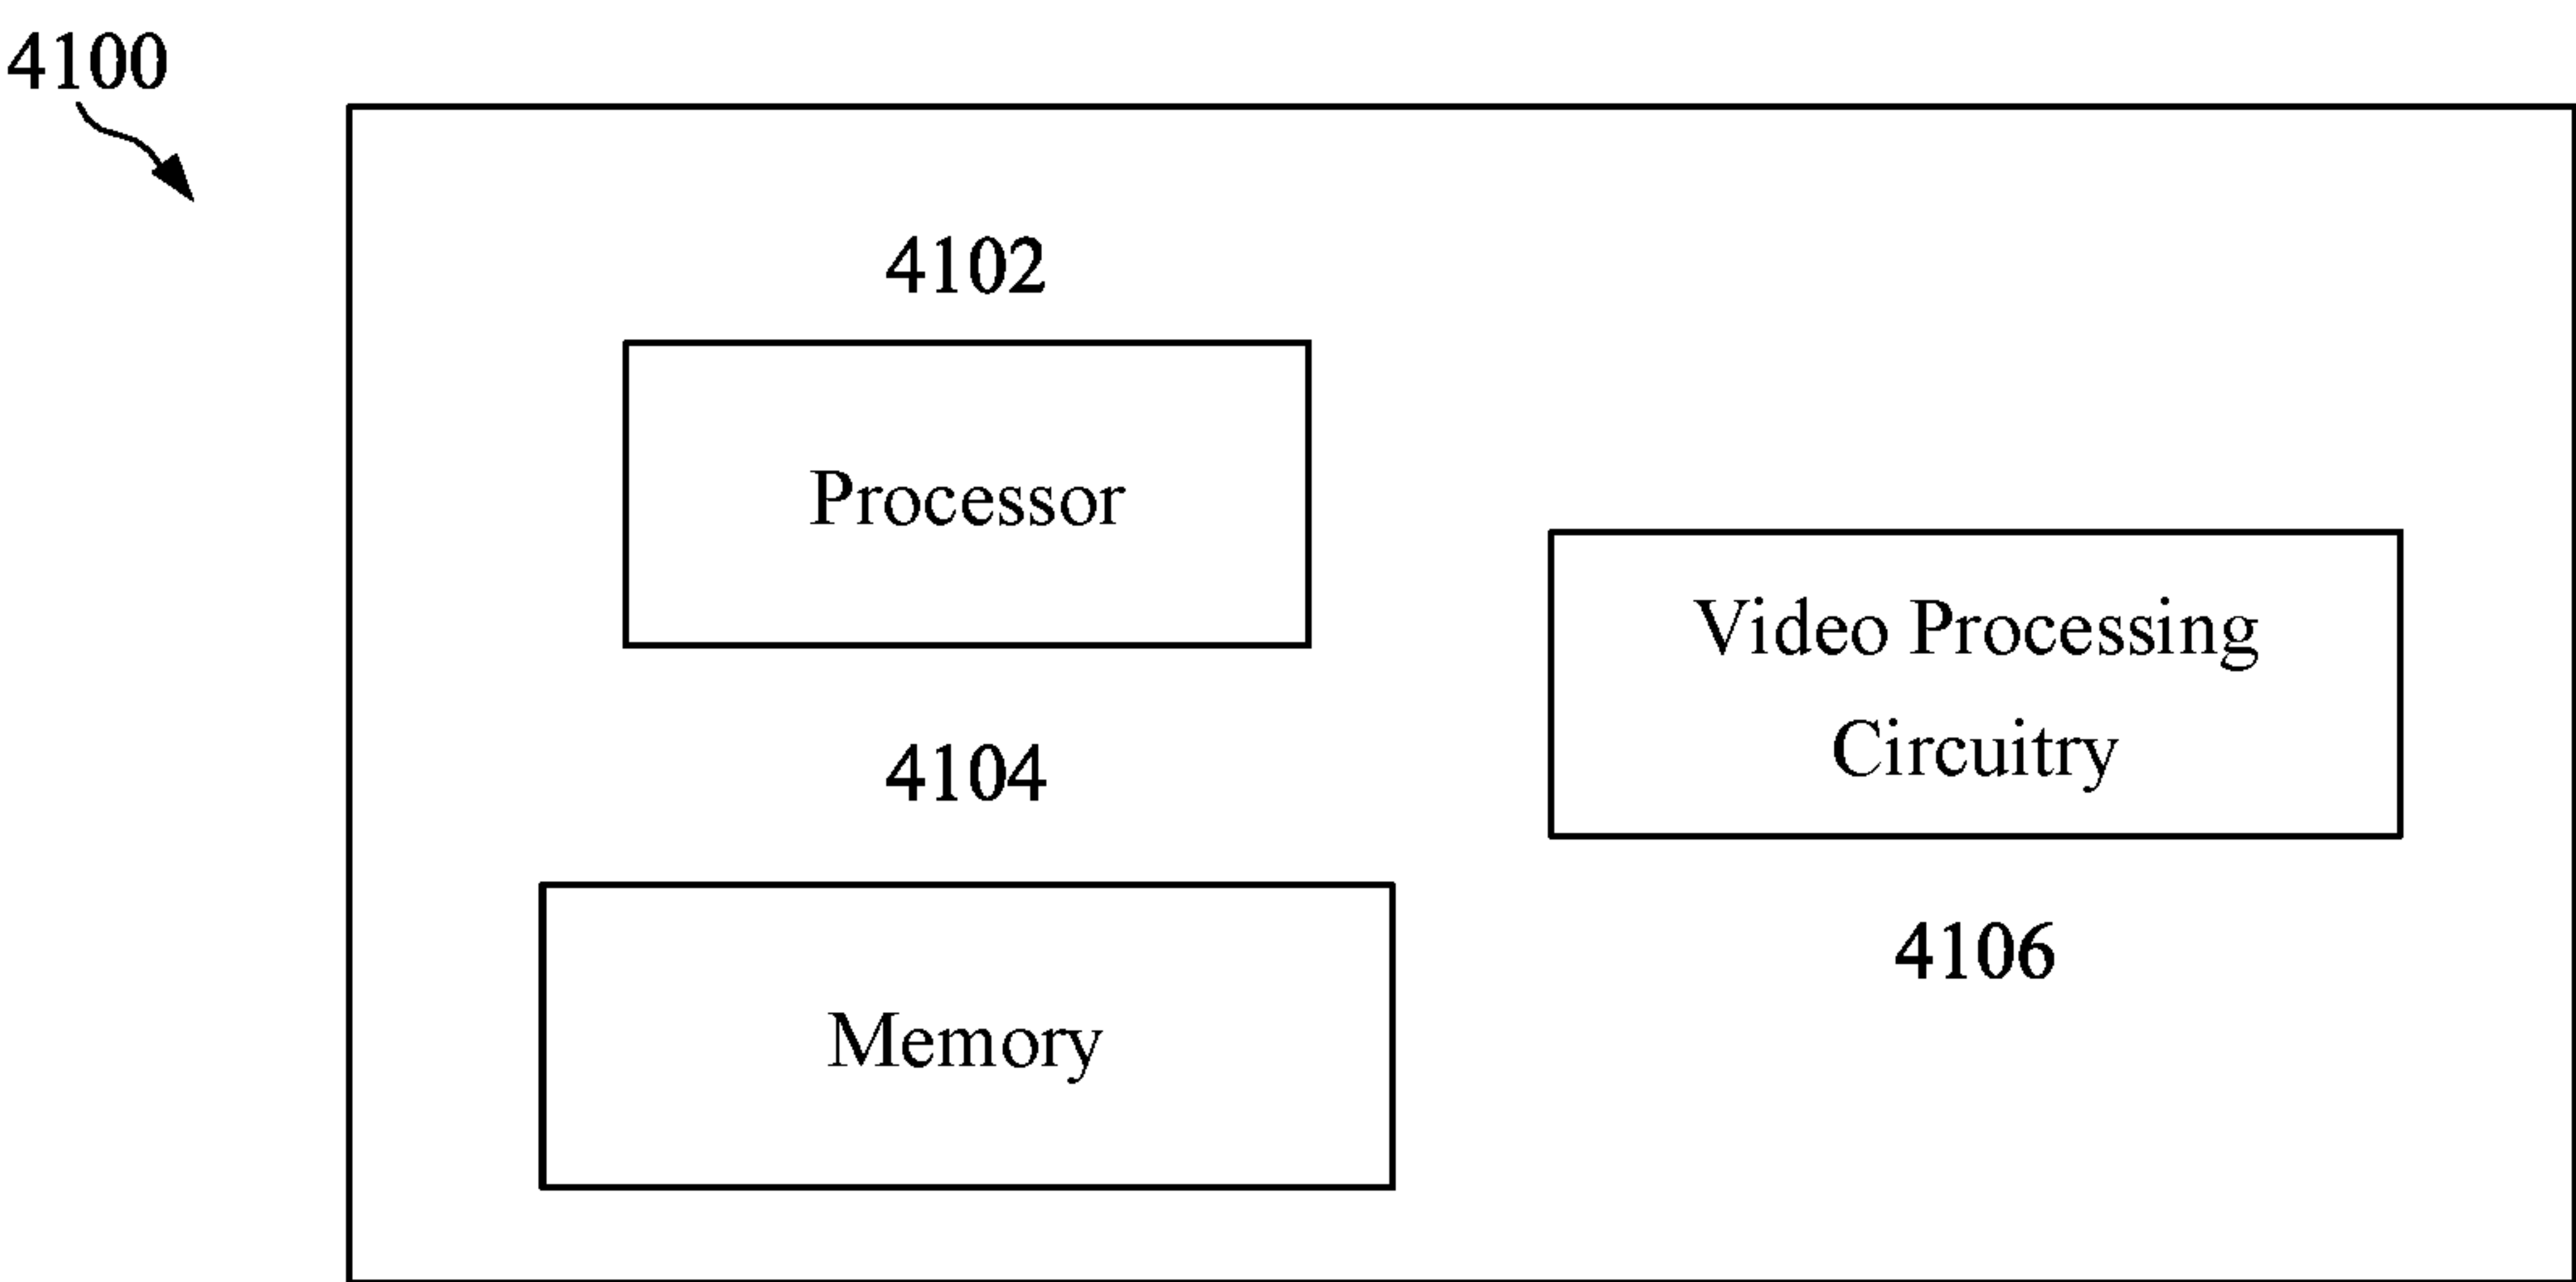 4100
4102
Processor
4104
Memory
Video Processing
Circuitry
4106